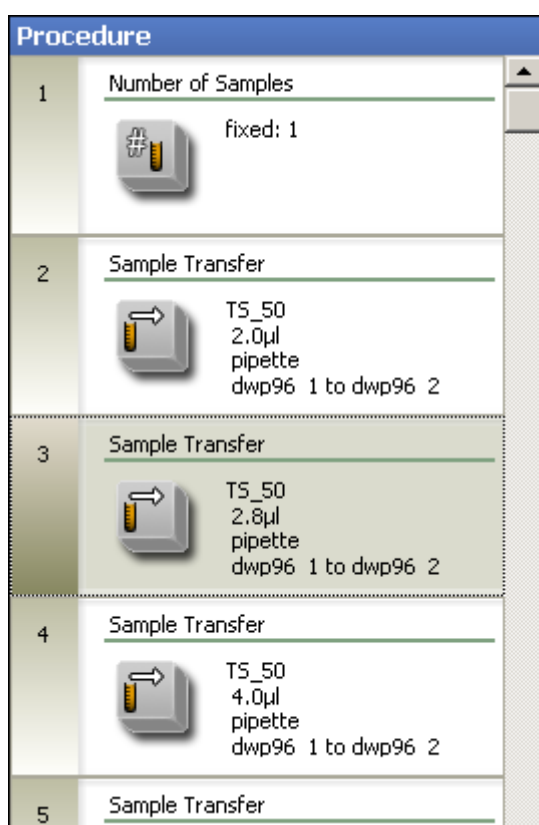 Procedure
1
Number of Samples
#
fixed: 1
2
Sample Transfer
TS_50
2.0µl
pipette
dwp96 1 to dwp96 2
3
Sample Transfer
TS_50
2.8µl
pipette
dwp96 1 to dwp96 2
4
Sample Transfer
TS_50
4.0µl
pipette
dwp96 1 to dwp96 2
5
Sample Transfer